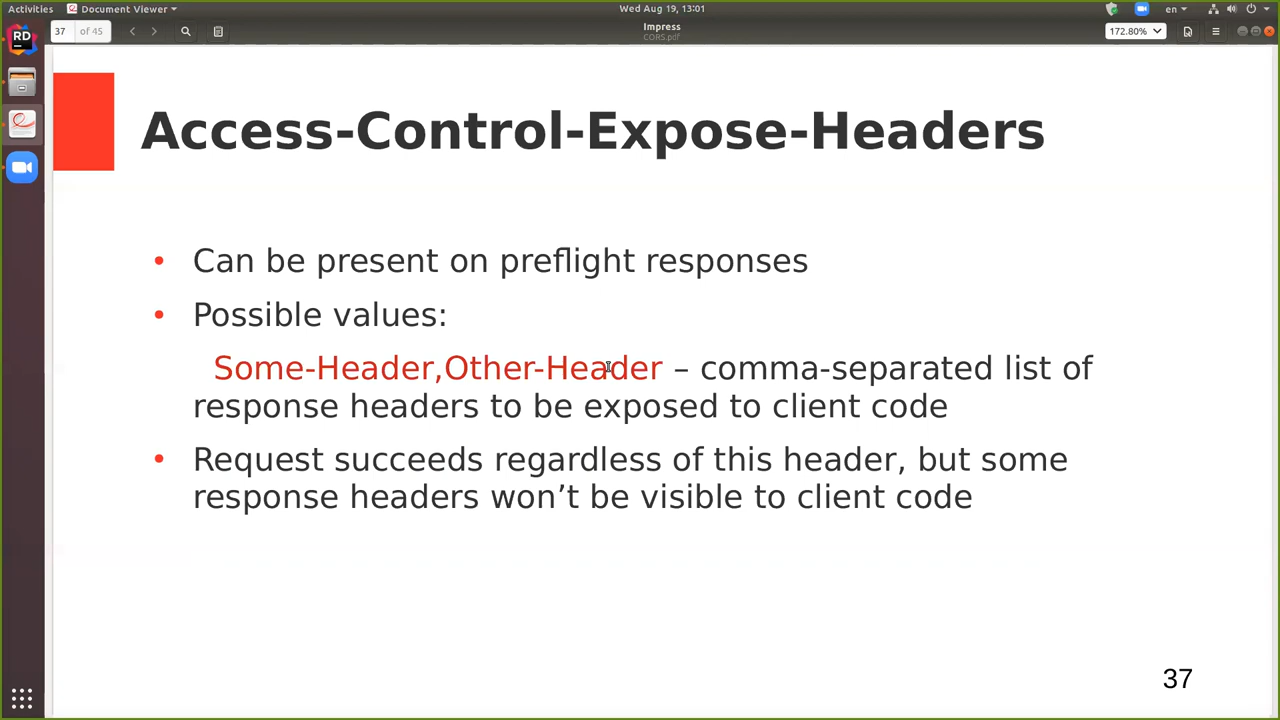 Activities
Document Viewer
Wed Aug 19, 13:01
en
37
of 45
Impress
CORS.pdf
172.80%
RD
Access-Control-Expose-Headers
• Can be present on preflight responses
• Possible values:
Some-Header,Other-Header – comma-separated list of
response headers to be exposed to client code
• Request succeeds regardless of this header, but some
response headers won’t be visible to client code
37